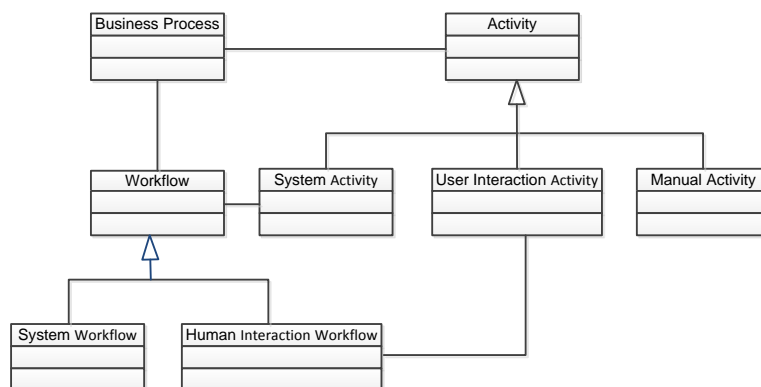 Business Process
Activity
Workflow
System Activity
User Interaction Activity
Manual Activity
System Workflow
Human Interaction Workflow